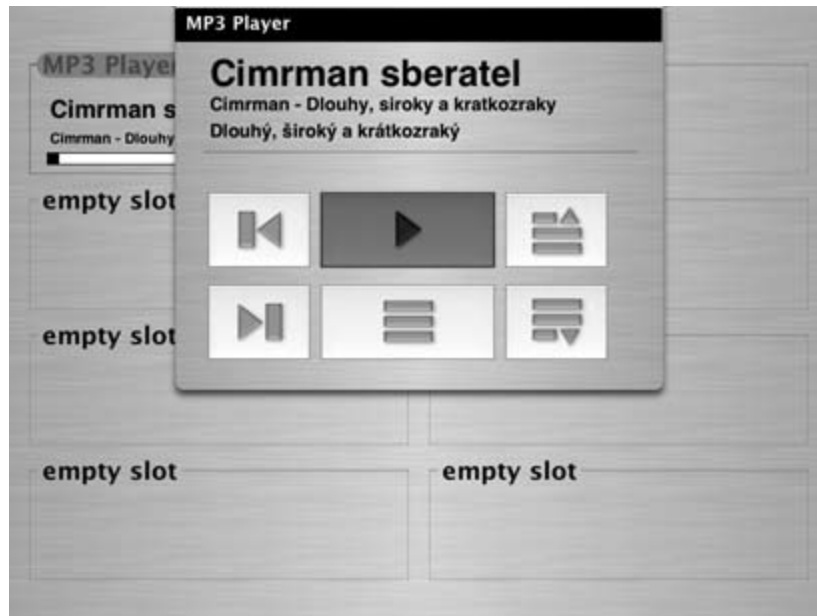 MP3 Player
Cimrman sberatel
Cimrman - Dlouhy, siroky a kratkozraky
Dlouhý, široký a krátkozraký
MP3 Playe
Cimrman s
Cimrman - Dlouhy
empty slot
empty slot
empty slot
empty slot